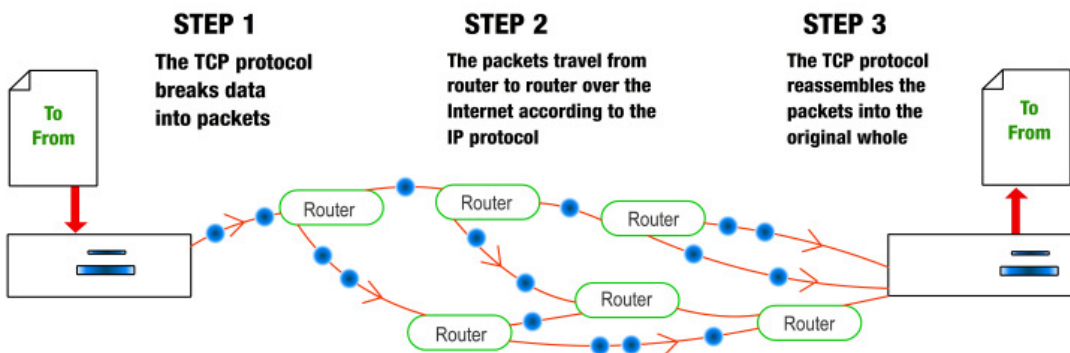 STEP 1
The TCP protocol
breaks data
into packets
STEP 2
The packets travel from
router to router over the
Internet according to the
IP protocol
STEP 3
The TCP protocol
reassembles the
packets into the
original whole
To
From
To
From
Router
Router
Router
Router
Router
Router